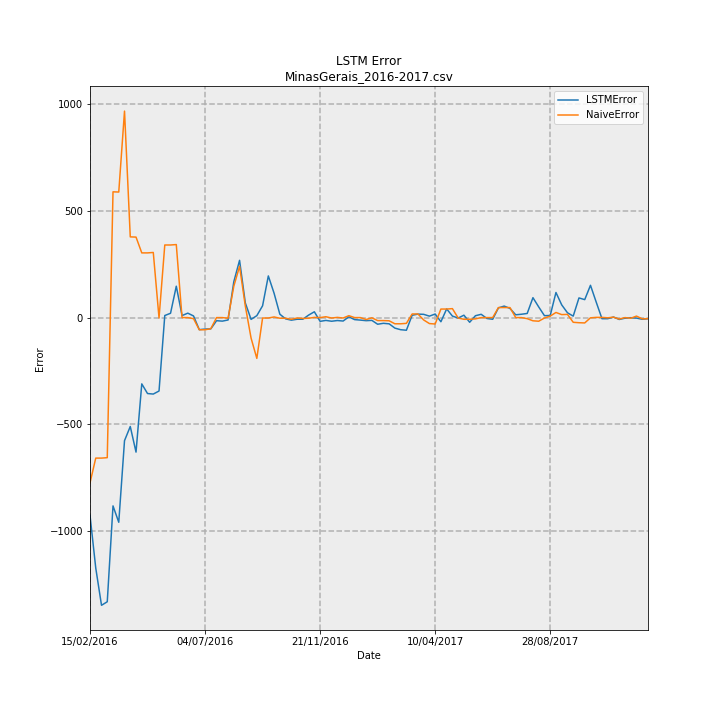 LSTM Error
MinasGerais_2016-2017.csv
LSTMError
NaiveError
1000
500
0
−500
−1000
Error
15/02/2016
04/07/2016
21/11/2016
10/04/2017
28/08/2017
Date